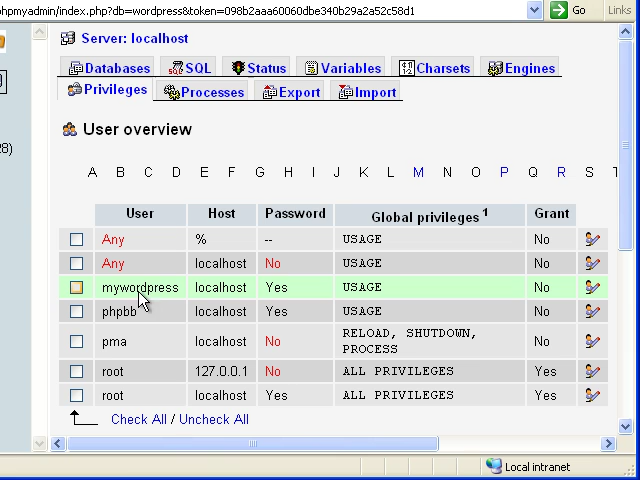 hpmyadmin/index.php?db=wordpress&token=098b2aaa60060dbe340b29a2a52c58d1 Go Links
Server: localhost
Databases SQL Status Variables Charsets Engines
Privileges Processes Export Import
User overview
28)
A B C D E F G H I J K L M N O P Q R S T
User Host Password Global privileges 1 Grant
Any % -- USAGE No
Any localhost No USAGE No
mywordpress localhost Yes USAGE No
phpbb localhost Yes USAGE No
pma localhost No RELOAD, SHUTDOWN,
PROCESS No
root 127.0.0.1 No ALL PRIVILEGES Yes
root localhost Yes ALL PRIVILEGES Yes
Check All / Uncheck All
Local intranet